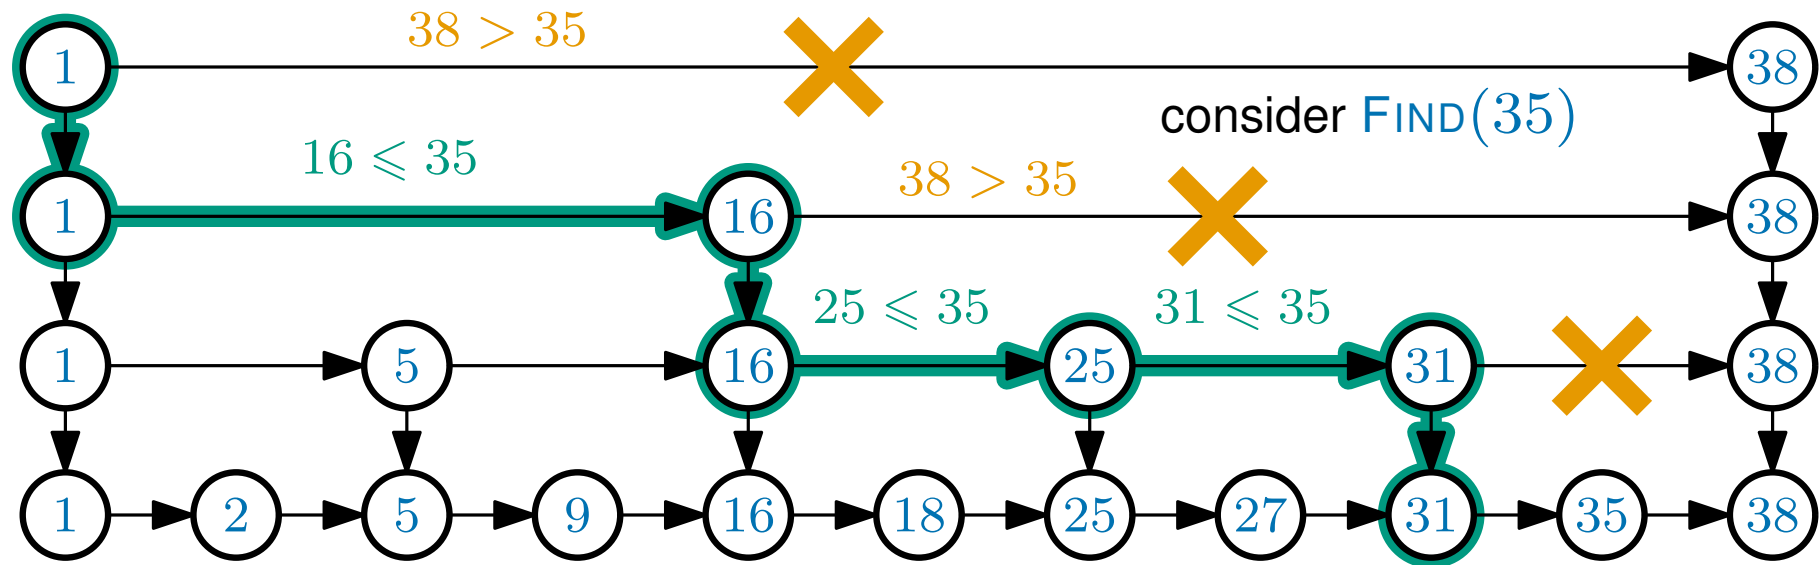 38 > 35
1 38
consider FIND(35)
16 ⩽ 35 38 > 35
1 16 38
25 ⩽ 35 31 ⩽ 35
1 5 16 25 31 38
1 2 5 9 16 18 25 27 31 35 38